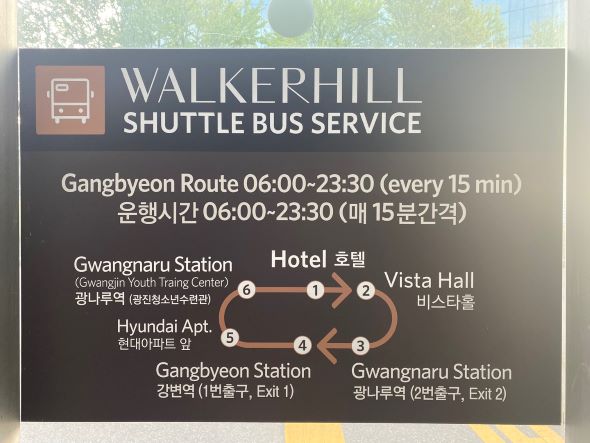 WALKERHILL
SHUTTLE BUS SERVICE
Gangbyeon Route 06:00~23:30 (every 15 min)
운행시간 06:00~23:30 (매 15분간격)
Hotel 호텔
Gwangnaru Station
(Gwangjin Youth Traing Center)
광나루역 (광진청소년수련관)
6
1
2
Vista Hall
비스타홀
Hyundai Apt.
현대아파트 앞
5
4
3
Gangbyeon Station
강변역 (1번출구, Exit 1)
Gwangnaru Station
광나루역 (2번출구, Exit 2)